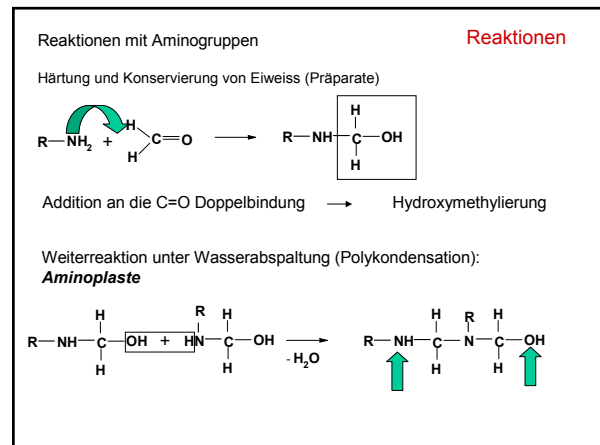 Reaktionen mit Aminogruppen
Reaktionen
Härtung und Konservierung von Eiweiss (Präparate)
H H
R—NH₂ + C=O R—NH—C—OH
H H
Addition an die C=O Doppelbindung Hydroxymethylierung
Weiterreaktion unter Wasserabspaltung (Polykondensation):
Aminoplaste
H R H H R H
R—NH—C—OH + HN—C—OH R—NH—C—N—C—OH
H H - H₂O H H